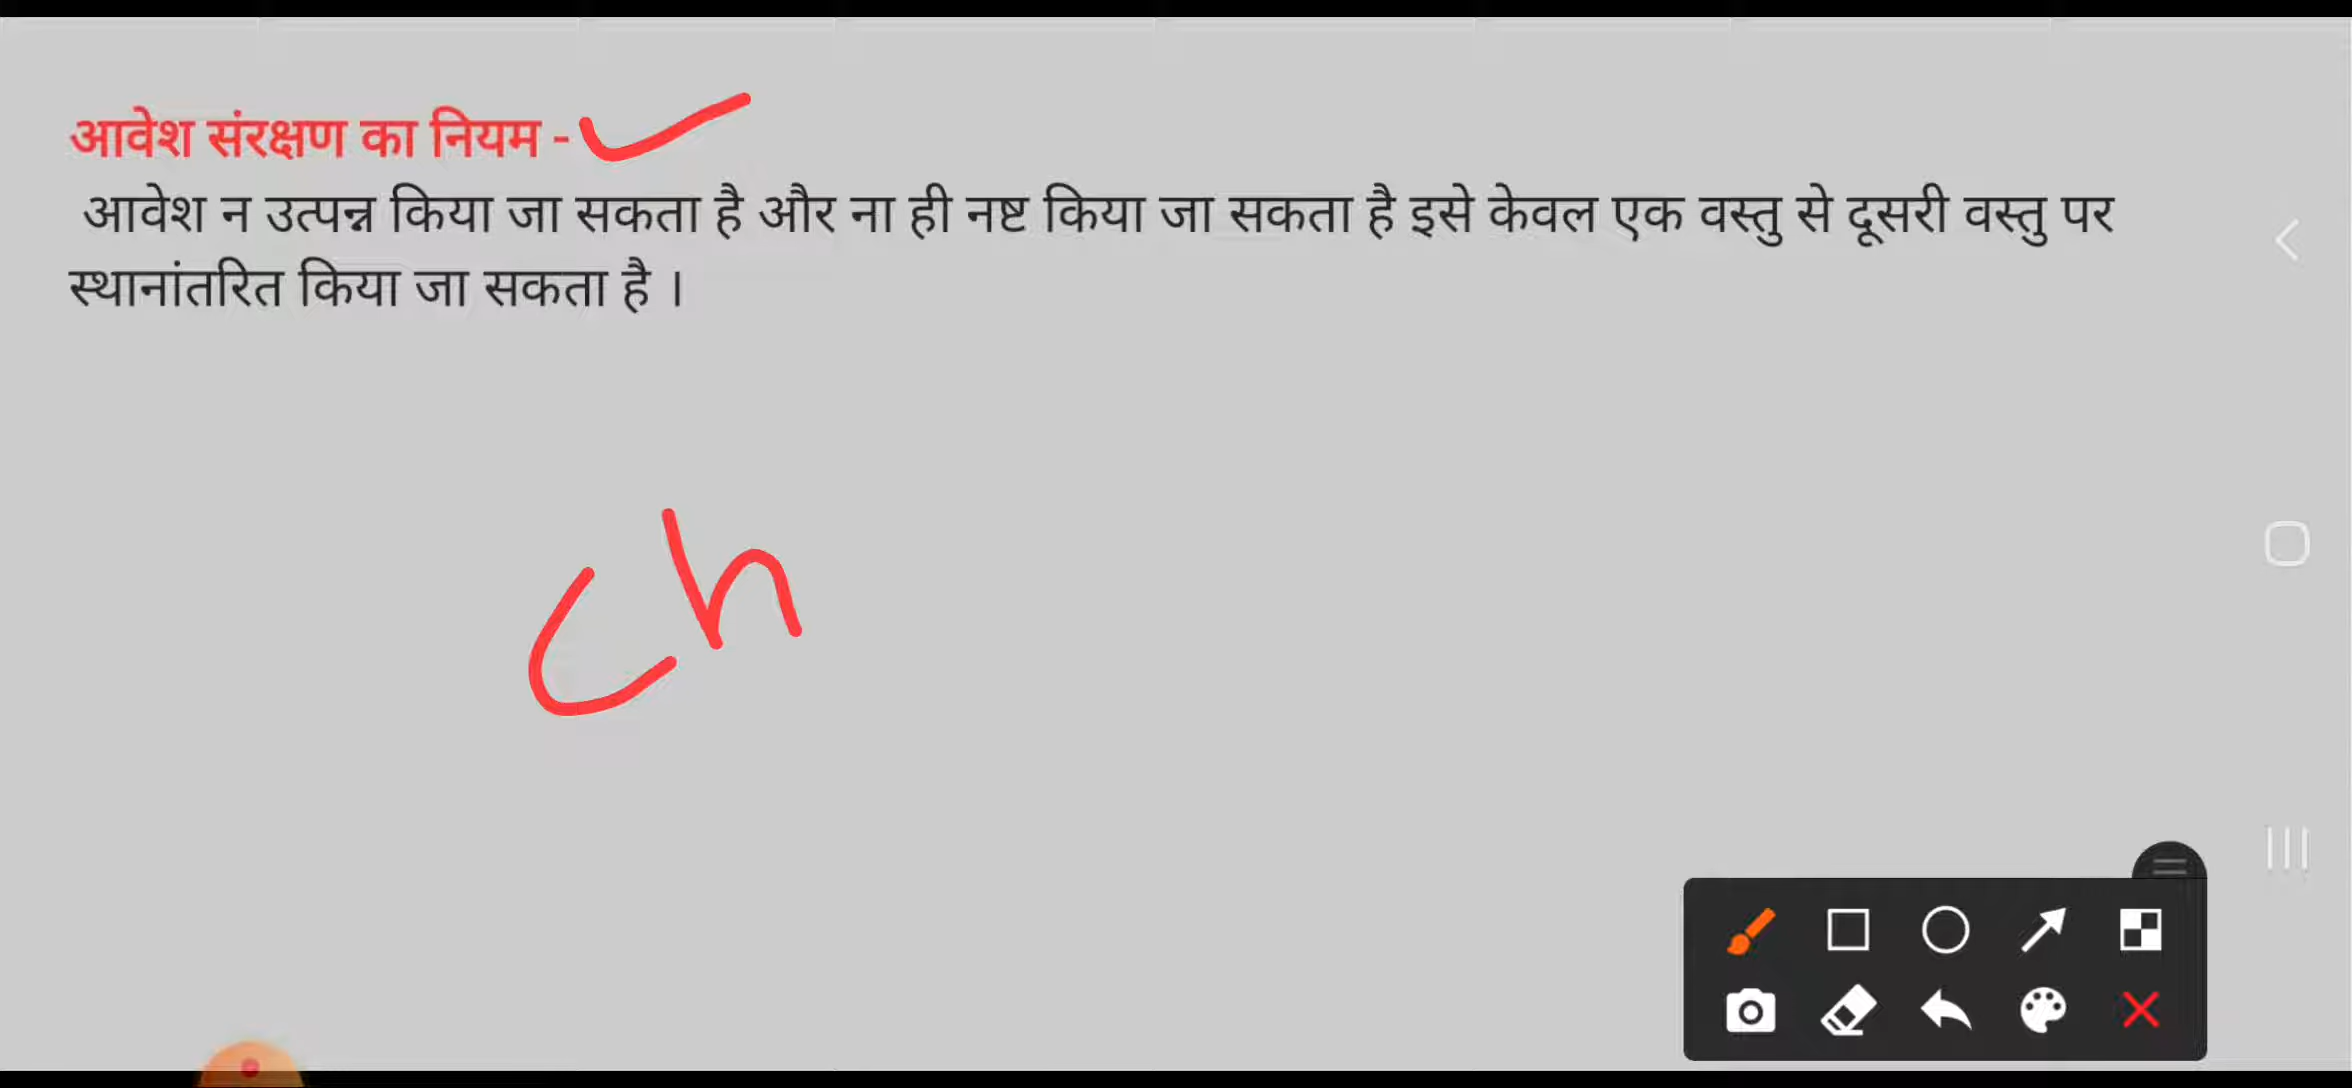 आवेश संरक्षण का नियम -
आवेश न उत्पन्न किया जा सकता है और ना ही नष्ट किया जा सकता है इसे केवल एक वस्तु से दूसरी वस्तु पर
स्थानांतरित किया जा सकता है ।
Ch